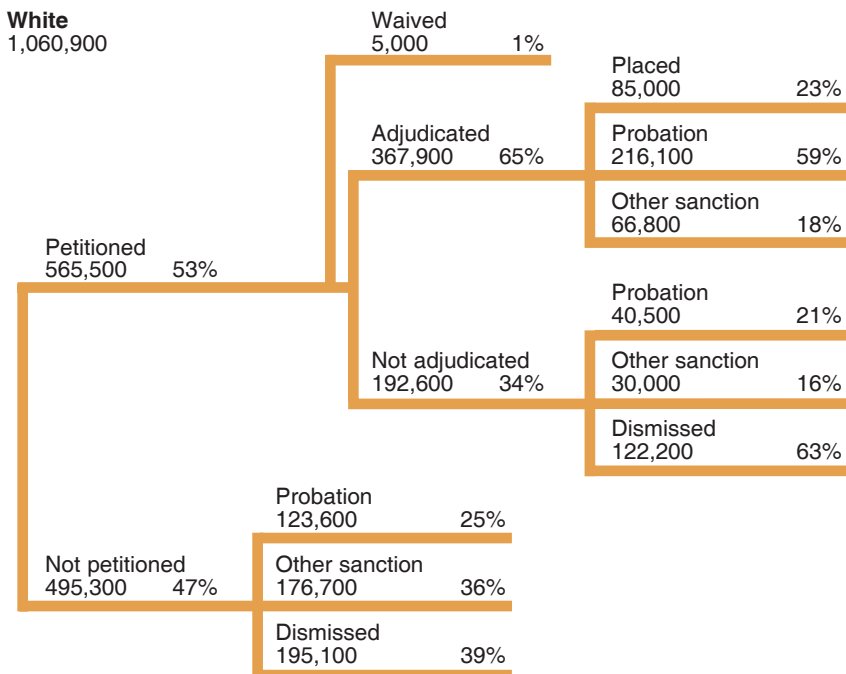 White
1,060,900
Waived
5,000 1%
Placed
85,000 23%
Adjudicated
367,900 65%
Probation
216,100 59%
Other sanction
66,800 18%
Petitioned
565,500 53%
Probation
40,500 21%
Not adjudicated
192,600 34%
Other sanction
30,000 16%
Dismissed
122,200 63%
Probation
123,600 25%
Not petitioned
495,300 47%
Other sanction
176,700 36%
Dismissed
195,100 39%